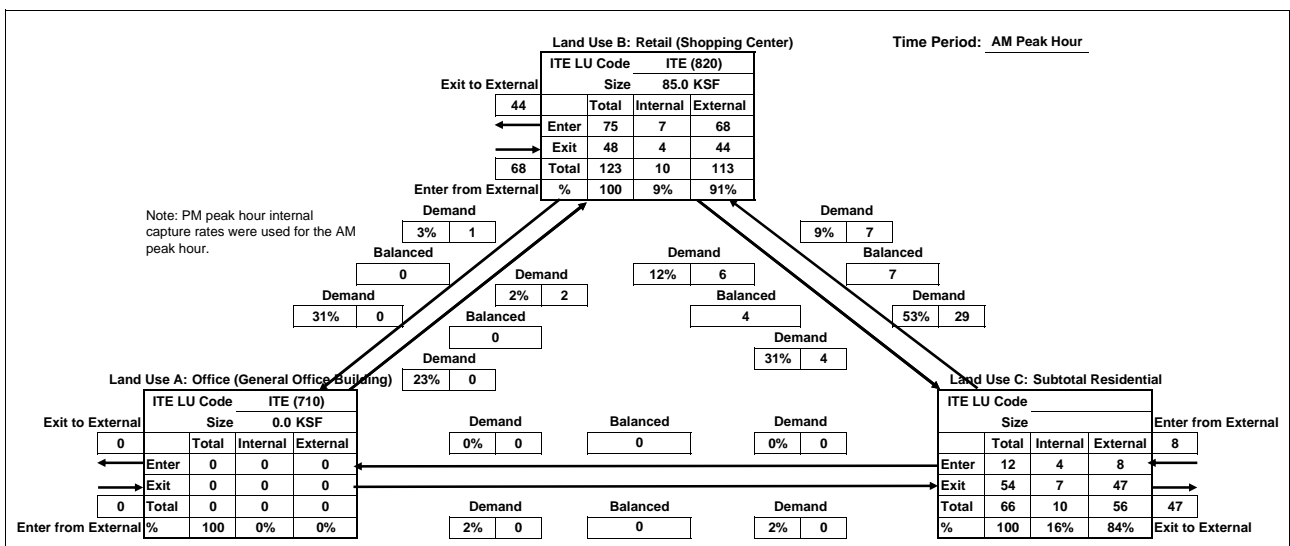 Land Use B: Retail (Shopping Center)
Time Period: AM Peak Hour
ITE LU Code ITE (820)
Exit to External Size 85.0 KSF
44 Total Internal External
Enter 75 7 68
Exit 48 4 44
68 Total 123 10 113
Enter from External % 100 9% 91%
Note: PM peak hour internal
capture rates were used for the AM
peak hour.
Demand
3% 1
Balanced
0
Demand
31% 0
Demand
2% 2
Balanced
0
Demand
23% 0
Demand
12% 6
Balanced
4
Demand
31% 4
Demand
9% 7
Balanced
7
Demand
53% 29
Land Use A: Office (General Office Building)
ITE LU Code ITE (710)
Exit to External Size 0.0 KSF
0 Total Internal External
Enter 0 0 0
Exit 0 0 0
0 Total 0 0 0
Enter from External % 100 0% 0%
Demand Balanced Demand
0% 0 0 0% 0
Demand Balanced Demand
2% 0 0 2% 0
Land Use C: Subtotal Residential
ITE LU Code
Size Enter from External
Total Internal External 8
Enter 12 4 8
Exit 54 7 47
Total 66 10 56 47
% 100 16% 84% Exit to External